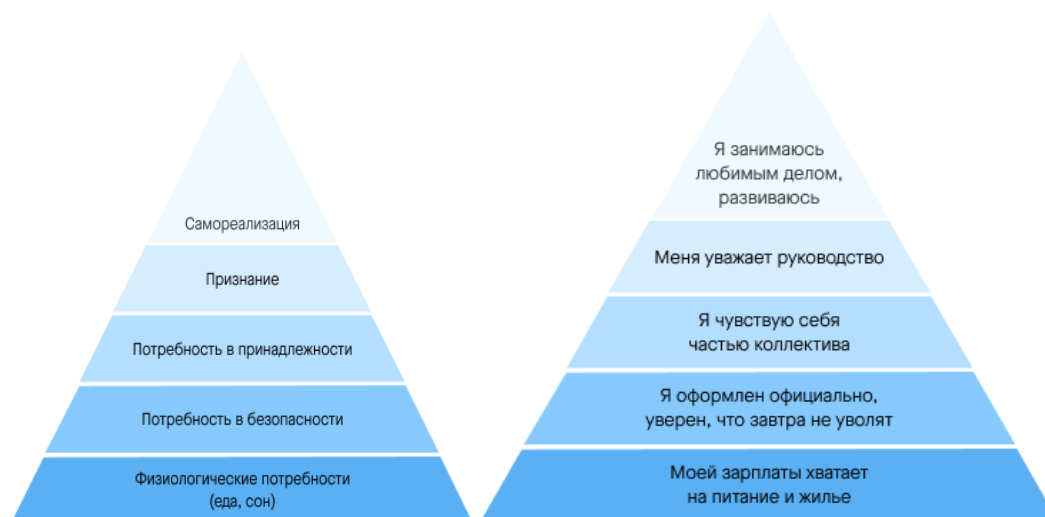 Самореализация
Признание
Потребность в принадлежности
Потребность в безопасности
Физиологические потребности
(еда, сон)
Я занимаюсь
любимым делом,
развиваюсь
Меня уважает руководство
Я чувствую себя
частью коллектива
Я оформлен официально,
уверен, что завтра не уволят
Моей зарплаты хватает
на питание и жилье